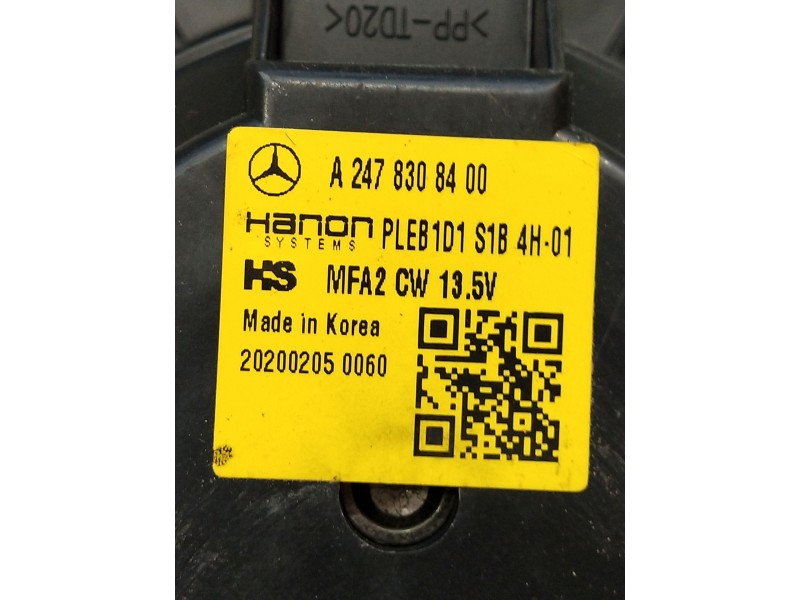 >PP-TD20<
A 247 830 84 00
Hanon PLEB1D1 S1B 4H-01
SYSTEMS
HS MFA2 CW 13.5V
Made in Korea
20200205 0060